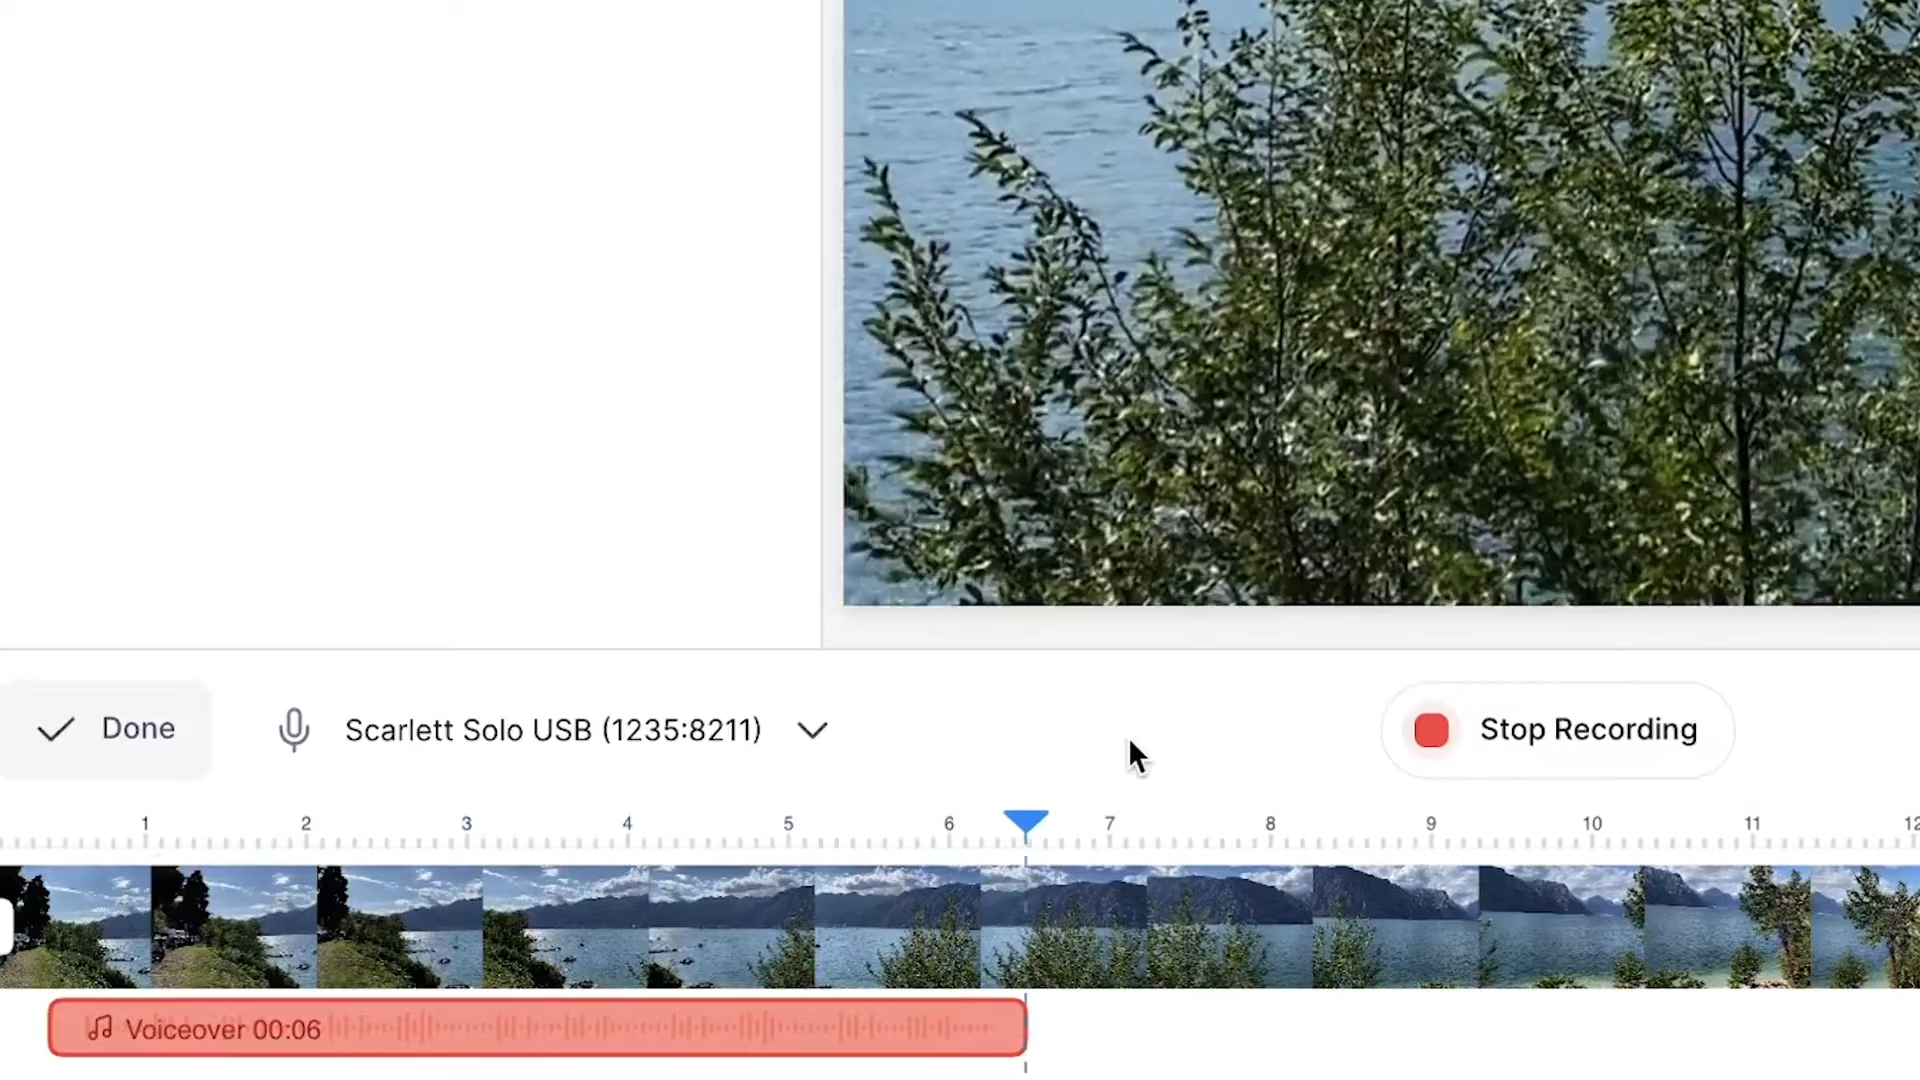 Done
Scarlett Solo USB (1235:8211)
Stop Recording
1 2 3 4 5 6 7 8 9 10 11 12
Voiceover 00:06